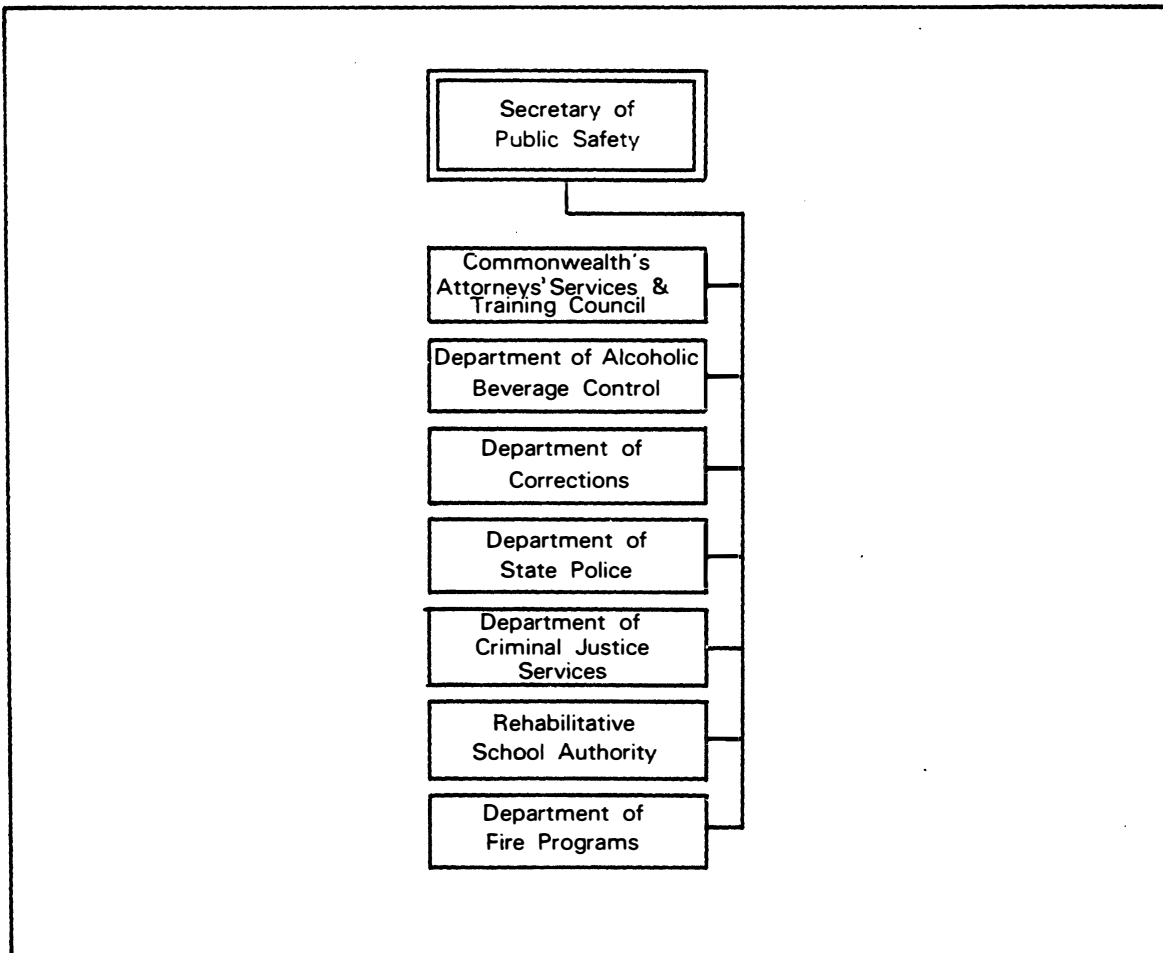 Secretary of
Public Safety
Commonwealth's
Attorneys' Services &
Training Council
Department of Alcoholic
Beverage Control
Department of
Corrections
Department of
State Police
Department of
Criminal Justice
Services
Rehabilitative
School Authority
Department of
Fire Programs